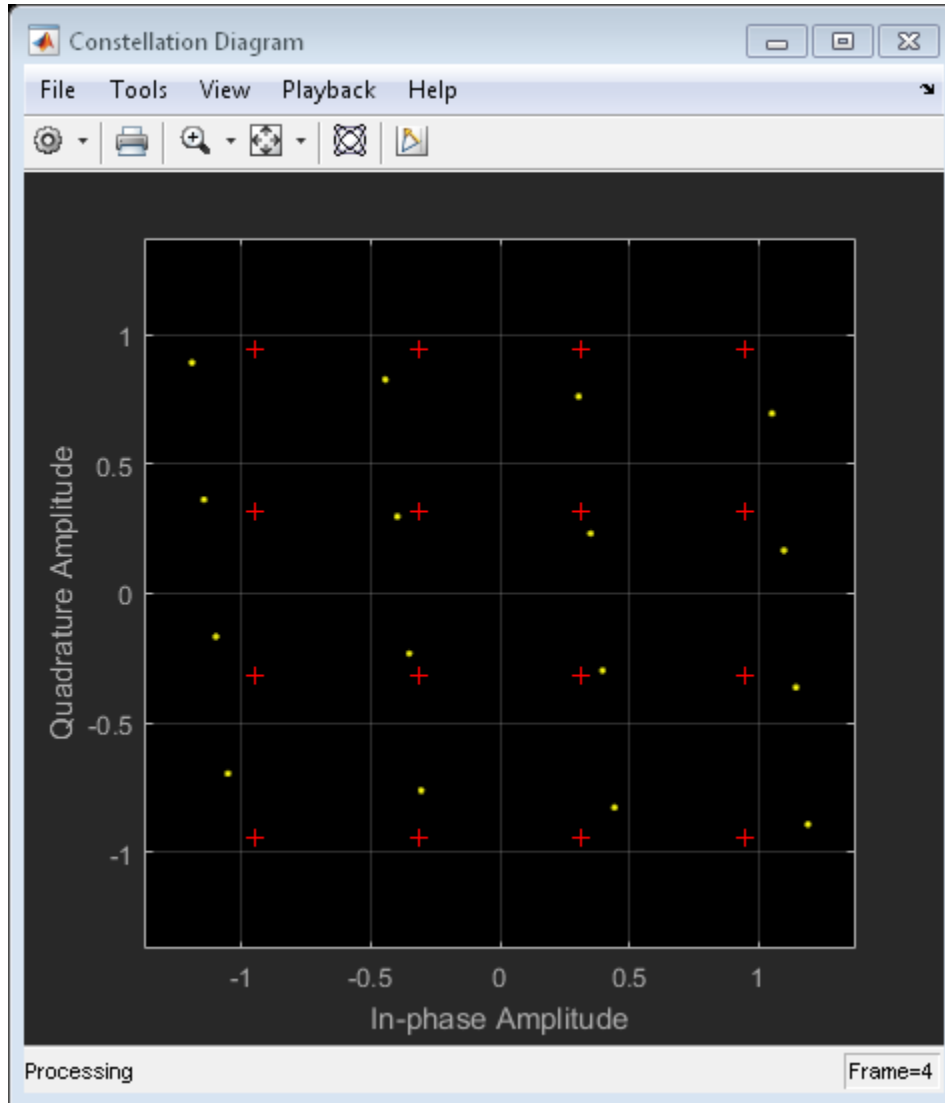 Constellation Diagram
File Tools View Playback Help
1
0.5
0
-0.5
-1
Quadrature Amplitude
-1 -0.5 0 0.5 1
In-phase Amplitude
Processing Frame=4